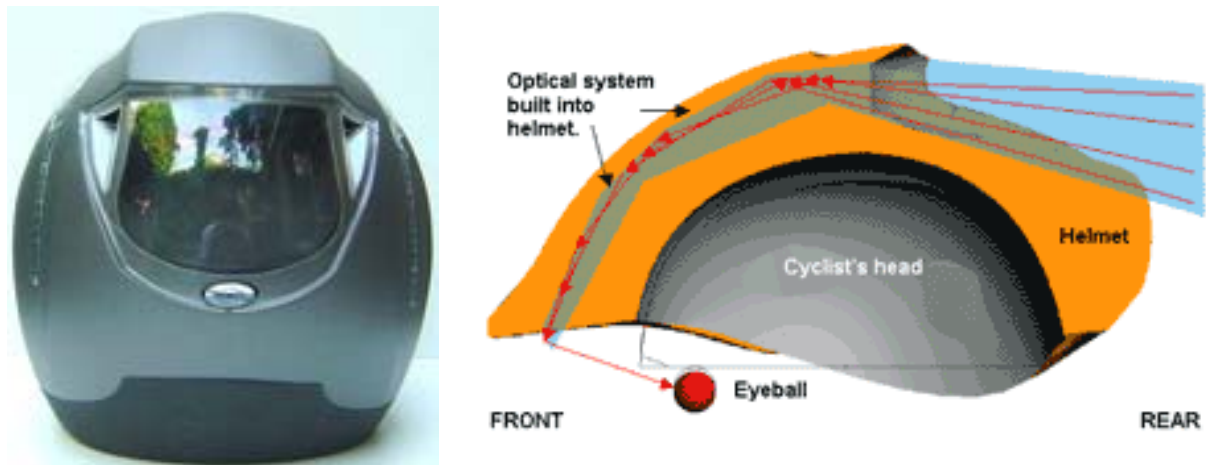 Optical system
built into
helmet.
Helmet
Cyclist's head
Eyeball
FRONT
REAR